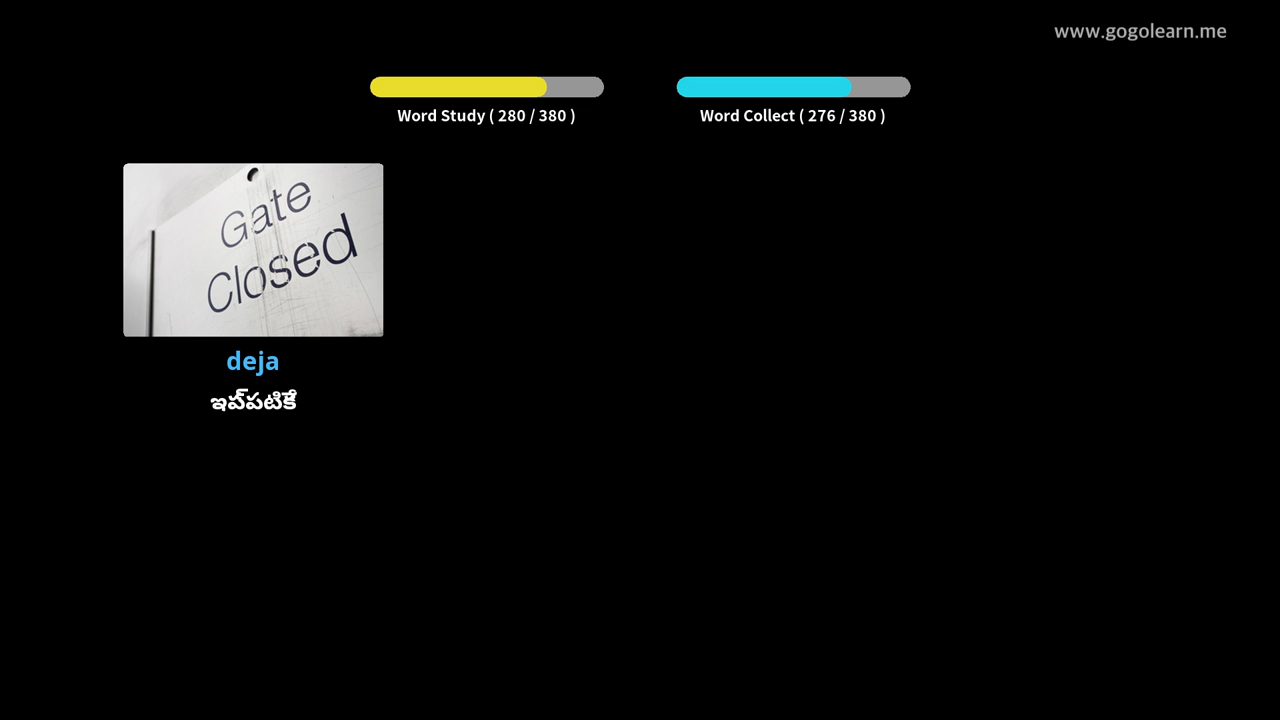 www.gogolearn.me
Word Study ( 280 / 380 )
Word Collect ( 276 / 380 )
Gate
Closed
deja
ఇప్పటికే